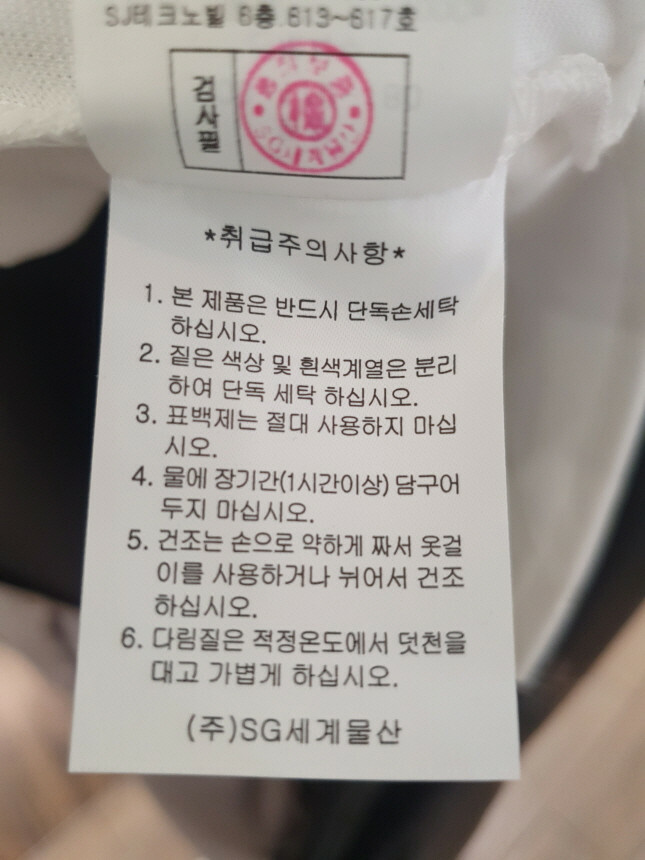 SJ테크노빌 6층 613~617호
검사필
*취급주의사항*
1. 본 제품은 반드시 단독손세탁
하십시오.
2. 짙은 색상 및 흰색계열은 분리
하여 단독 세탁 하십시오.
3. 표백제는 절대 사용하지 마십
시오.
4. 물에 장기간(1시간이상) 담구어
두지 마십시오.
5. 건조는 손으로 약하게 짜서 옷걸
이를 사용하거나 뉘어서 건조
하십시오.
6. 다림질은 적정온도에서 덧천을
대고 가볍게 하십시오.
(주)SG세계물산